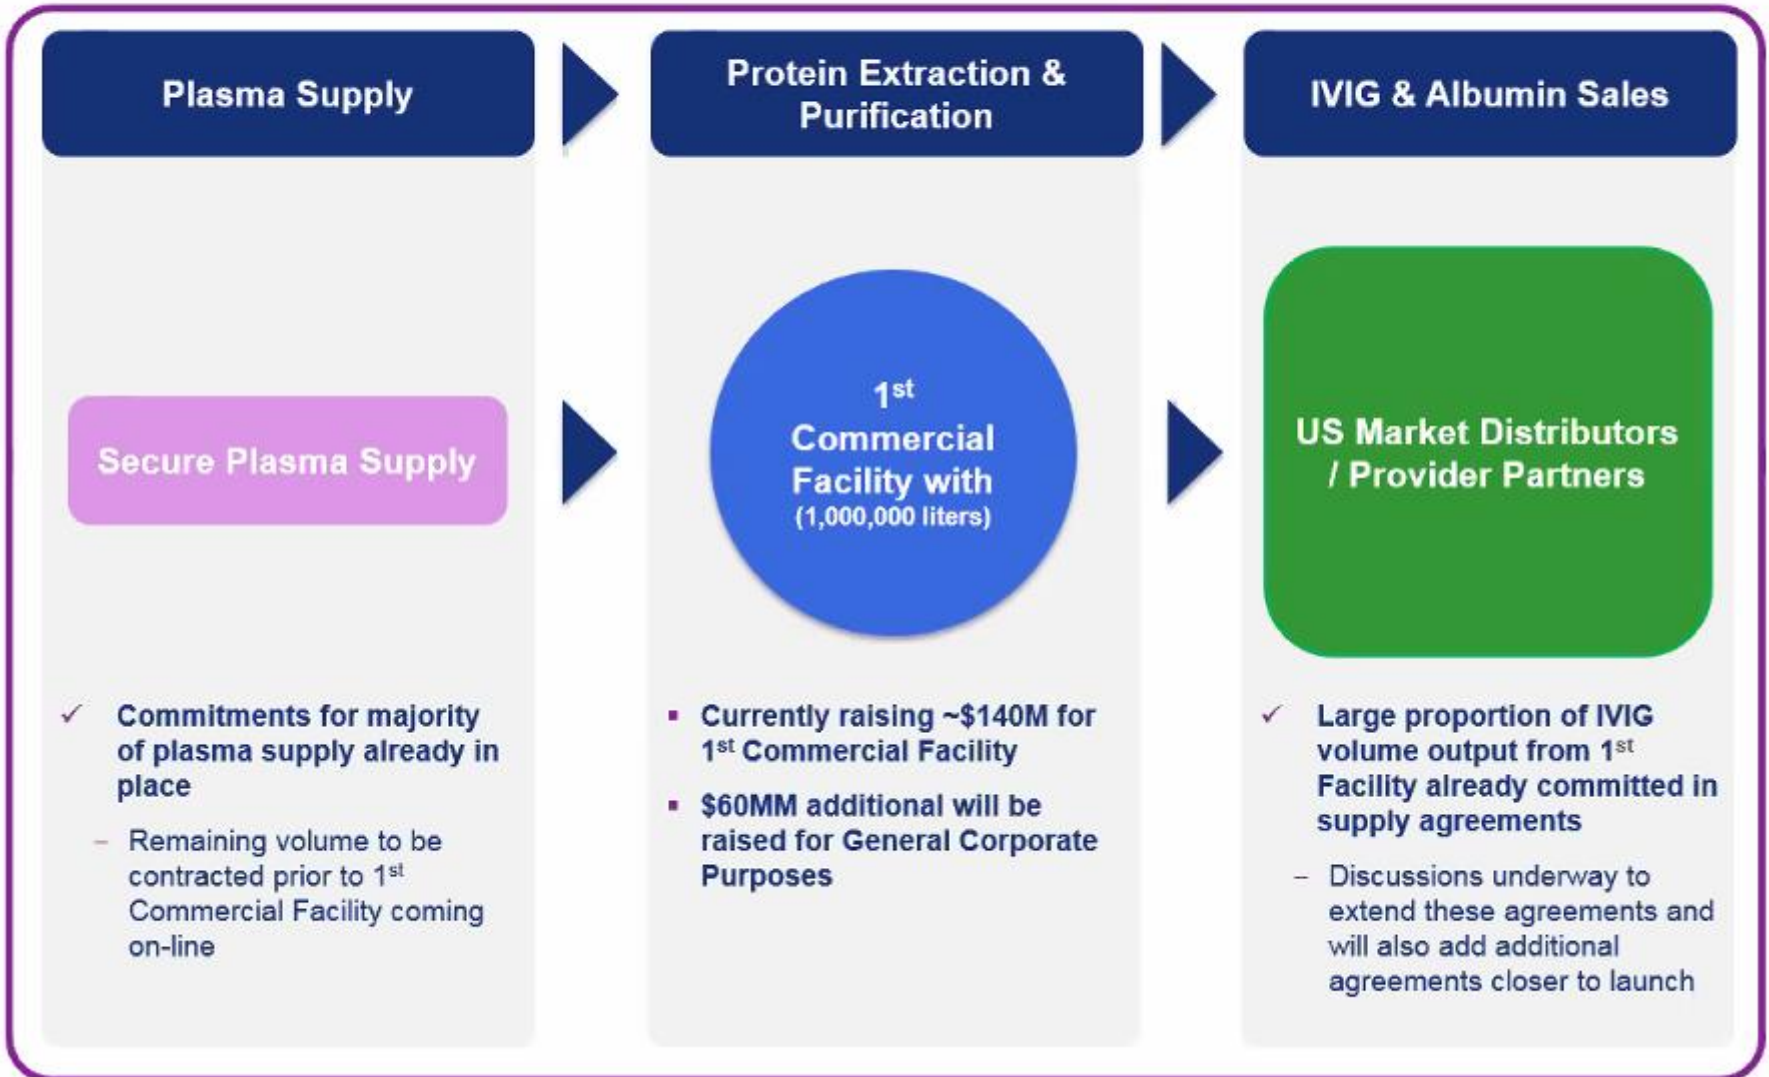 Plasma Supply
Protein Extraction &
Purification
IVIG & Albumin Sales
Secure Plasma Supply
1st
Commercial
Facility with
(1,000,000 liters)
US Market Distributors
/ Provider Partners
✓ Commitments for majority
of plasma supply already in
place
– Remaining volume to be
contracted prior to 1st
Commercial Facility coming
on-line
▪ Currently raising ~$140M for
1st Commercial Facility
▪ $60MM additional will be
raised for General Corporate
Purposes
✓ Large proportion of IVIG
volume output from 1st
Facility already committed in
supply agreements
– Discussions underway to
extend these agreements and
will also add additional
agreements closer to launch